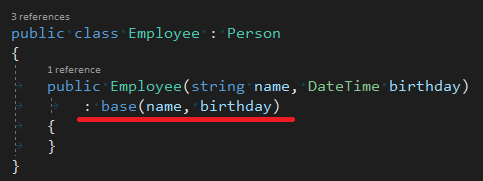 3 references
public class Employee : Person
{
1 reference
public Employee(string name, DateTime birthday)
: base(name, birthday)
{
}
}